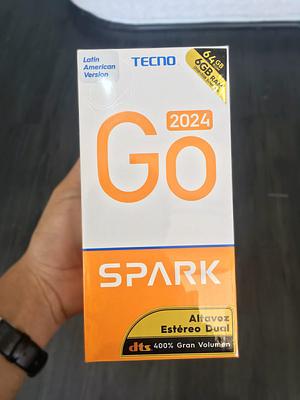 Latin
American
Version
TECNO
64GB
6GB RAM
Go
2024
SPARK
Altavoz
Estéreo Dual
dts 400% Gran Volumen